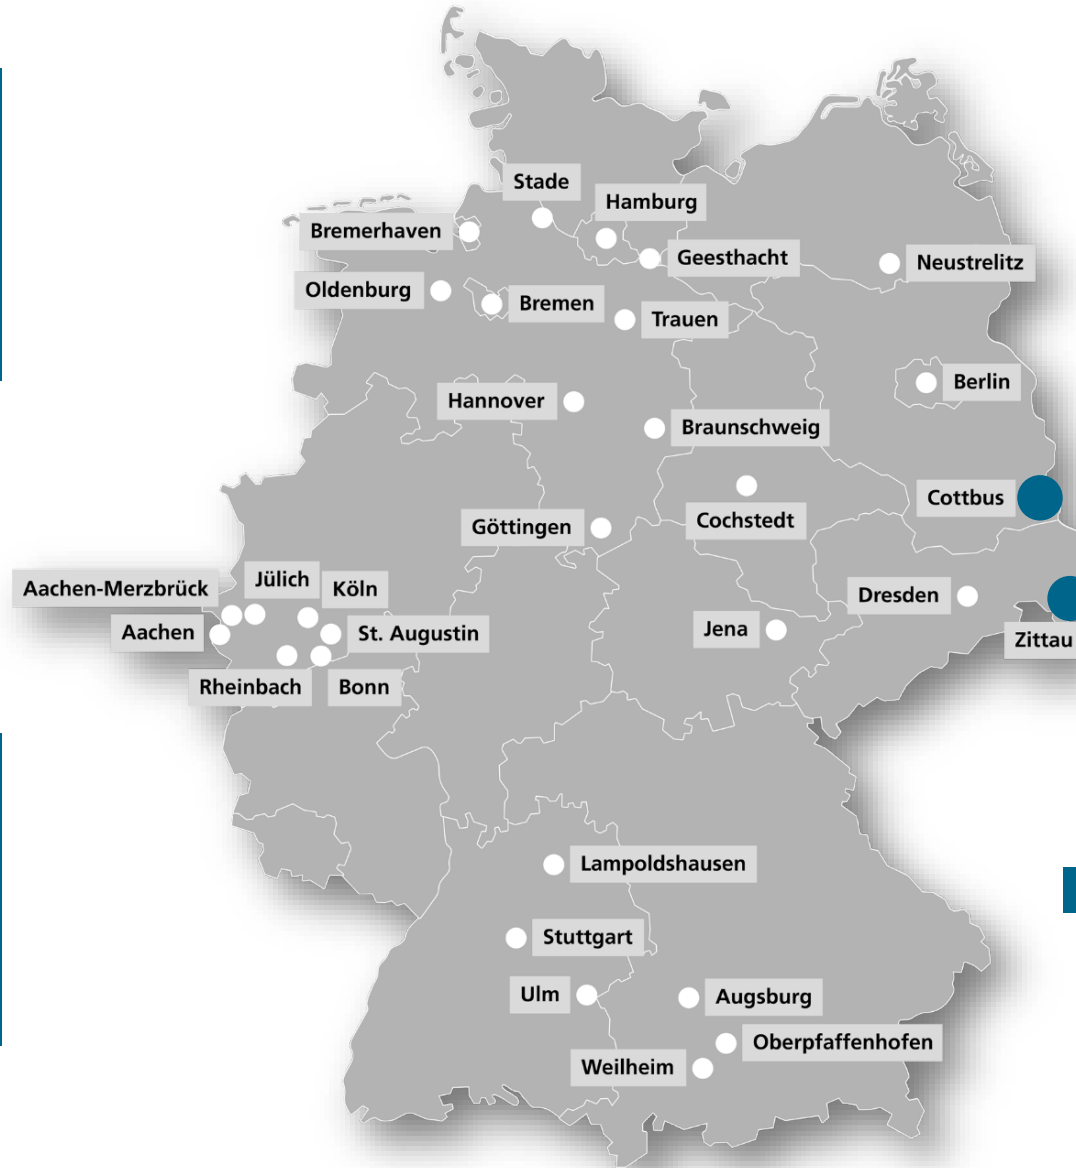 Stade
Hamburg
Bremerhaven
Geesthacht
Neustrelitz
Oldenburg
Bremen
Trauen
Berlin
Hannover
Braunschweig
Cottbus
Cochstedt
Göttingen
Jülich
Aachen-Merzbrück
Köln
Dresden
Jena
Aachen
St. Augustin
Zittau
Rheinbach
Bonn
Lampoldshausen
Stuttgart
Ulm
Augsburg
Oberpfaffenhofen
Weilheim